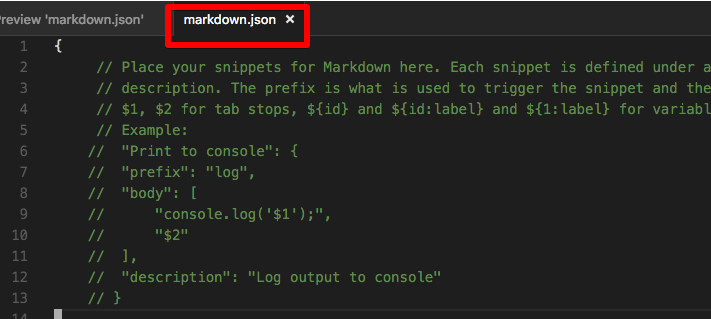 Preview 'markdown.json' markdown.json ×
1 {
2 // Place your snippets for Markdown here. Each snippet is defined under a
3 // description. The prefix is what is used to trigger the snippet and the
4 // $1, $2 for tab stops, ${id} and ${id:label} and ${1:label} for variabl
5 // Example:
6 // "Print to console": {
7 // "prefix": "log",
8 // "body": [
9 // "console.log('$1');",
10 // "$2"
11 // ],
12 // "description": "Log output to console"
13 // }
14